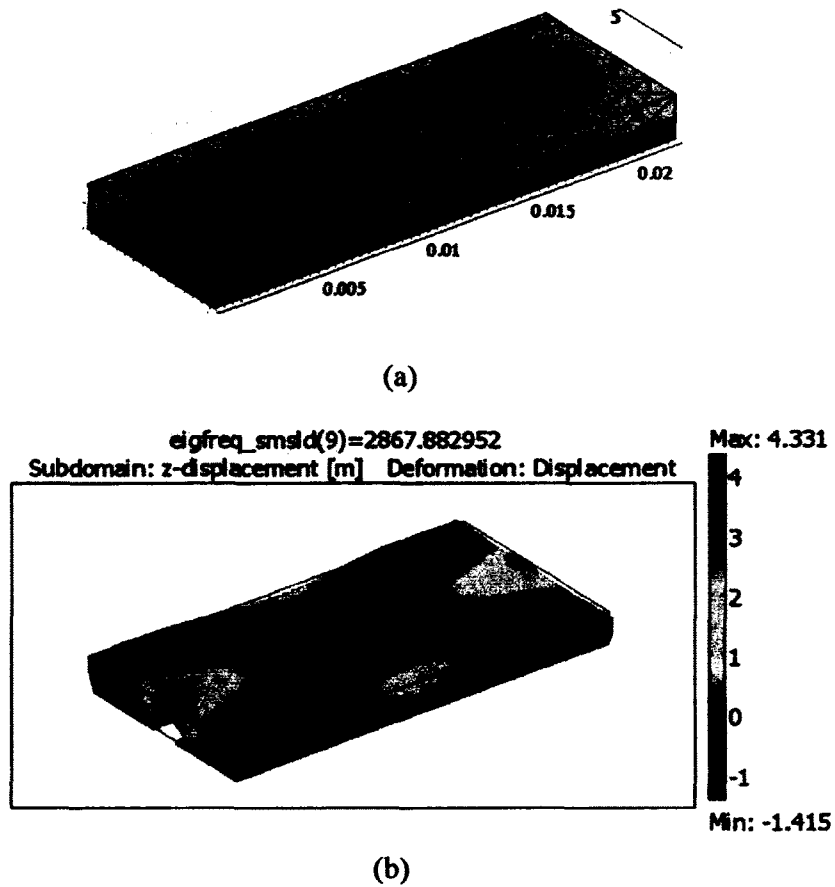 5
0.02
0.015
0.01
0.005
(a)
eigfreq_smsld(9)=2867.882952
Max: 4.331
Subdomain: z-displacement [m] Deformation: Displacement
4
3
2
1
0
-1
Min: -1.415
(b)